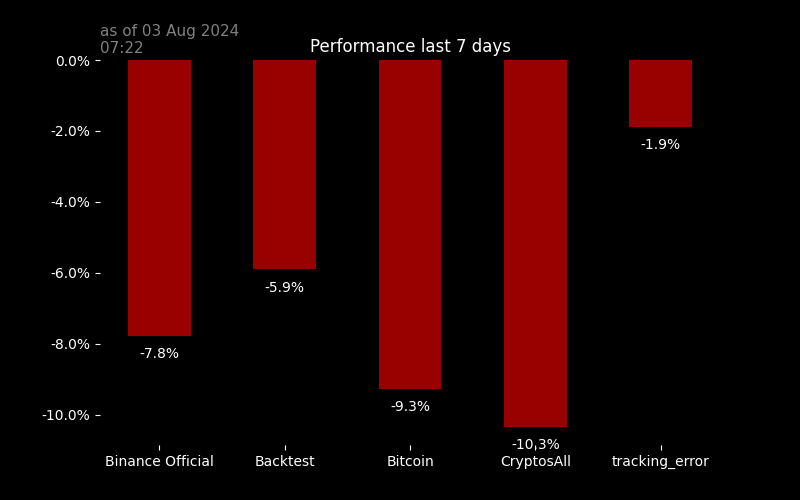 as of 03 Aug 2024
07:22
Performance last 7 days
0.0%
-2.0%
-4.0%
-6.0%
-8.0%
-10.0%
-7.8%
-5.9%
-9.3%
-10.3%
-1.9%
Binance Official
Backtest
Bitcoin
CryptosAll
tracking_error